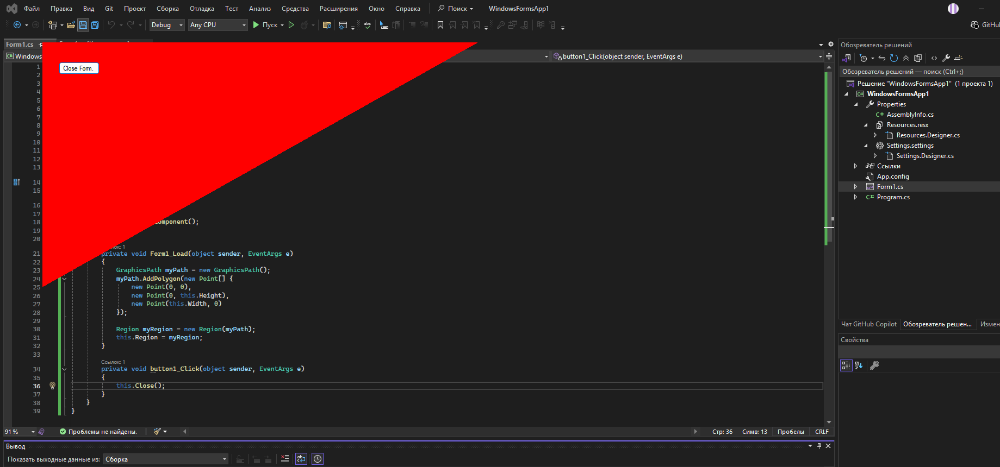 Файл Правка Вид Git Проект Сборка Отладка Тест Анализ Средства Расширения Окно Справка Поиск WindowsFormsApp1
Debug Any CPU Пуск GitHub
Form1.cs
Windows button1_Click(object sender, EventArgs e)
Close Form.
1
2
3
4
5
6
7
8
9
10
11
12
13
14
15
16
17
18 omponent();
19
20
лок: 1
21 private void Form1_Load(object sender, EventArgs e)
22 {
23 GraphicsPath myPath = new GraphicsPath();
24 myPath.AddPolygon(new Point[] {
25 new Point(0, 0),
26 new Point(0, this.Height),
27 new Point(this.Width, 0)
28 });
29
30 Region myRegion = new Region(myPath);
31 this.Region = myRegion;
32 }
33
Ссылок: 1
34 private void button1_Click(object sender, EventArgs e)
35 {
36 this.Close();
37 }
38 }
39 }
91 % Проблемы не найдены. Стр: 36 Симв: 13 Пробелы CRLF
Вывод
Показать выходные данные из: Сборка
Обозреватель решений
Обозреватель решений — поиск (Ctrl+;)
Решение "WindowsFormsApp1" (1 проекта 1)
C# WindowsFormsApp1
Properties
C# AssemblyInfo.cs
Resources.resx
Resources.Designer.cs
Settings.settings
Settings.Designer.cs
Ссылки
App.config
Form1.cs
C# Program.cs
Чат GitHub Copilot Обозреватель решен... Измен
Свойства